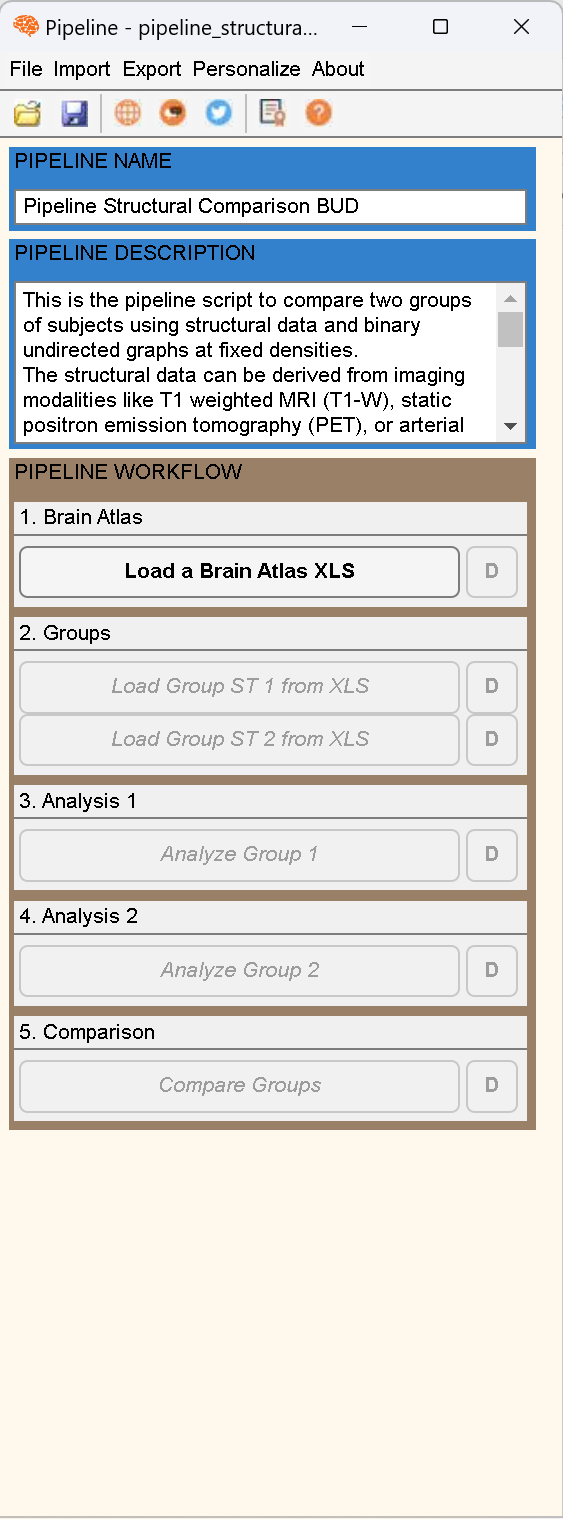 Pipeline - pipeline_structura...
File Import Export Personalize About
PIPELINE NAME
Pipeline Structural Comparison BUD
PIPELINE DESCRIPTION
This is the pipeline script to compare two groups
of subjects using structural data and binary
undirected graphs at fixed densities.
The structural data can be derived from imaging
modalities like T1 weighted MRI (T1-W), static
positron emission tomography (PET), or arterial
PIPELINE WORKFLOW
1. Brain Atlas
Load a Brain Atlas XLS D
2. Groups
Load Group ST 1 from XLS D
Load Group ST 2 from XLS D
3. Analysis 1
Analyze Group 1 D
4. Analysis 2
Analyze Group 2 D
5. Comparison
Compare Groups D